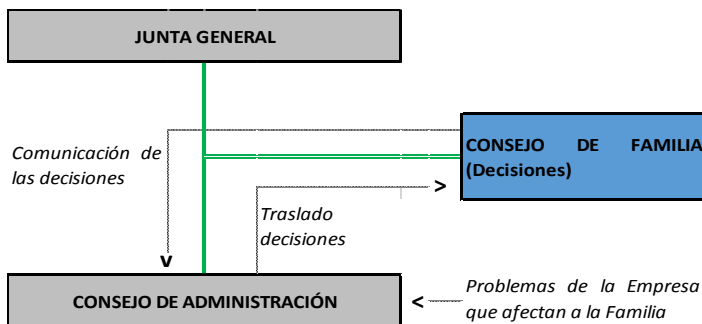 JUNTA GENERAL
CONSEJO DE FAMILIA
(Decisiones)
Comunicación de
las decisiones
Traslado
decisiones
CONSEJO DE ADMINISTRACIÓN
Problemas de la Empresa
que afectan a la Familia